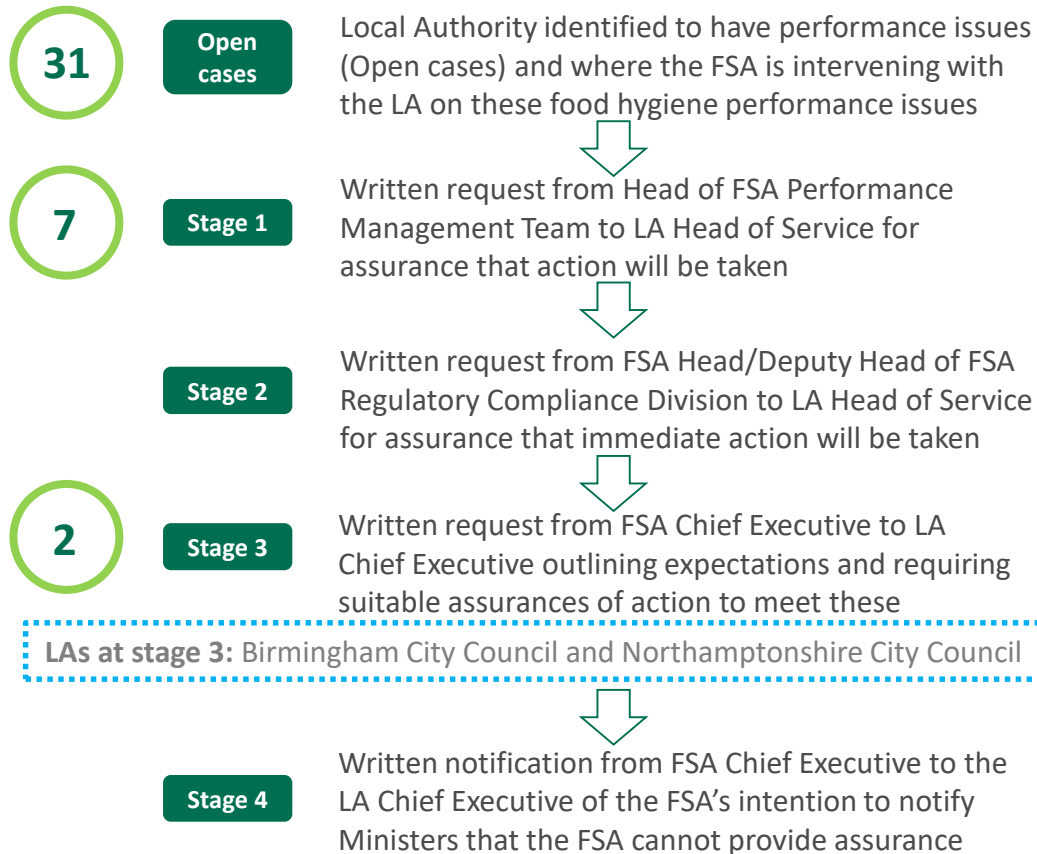 31
Open
cases
Local Authority identified to have performance issues
(Open cases) and where the FSA is intervening with
the LA on these food hygiene performance issues
7
Stage 1
Written request from Head of FSA Performance
Management Team to LA Head of Service for
assurance that action will be taken
Stage 2
Written request from FSA Head/Deputy Head of FSA
Regulatory Compliance Division to LA Head of Service
for assurance that immediate action will be taken
2
Stage 3
Written request from FSA Chief Executive to LA
Chief Executive outlining expectations and requiring
suitable assurances of action to meet these
LAs at stage 3: Birmingham City Council and Northamptonshire City Council
Stage 4
Written notification from FSA Chief Executive to the
LA Chief Executive of the FSA’s intention to notify
Ministers that the FSA cannot provide assurance